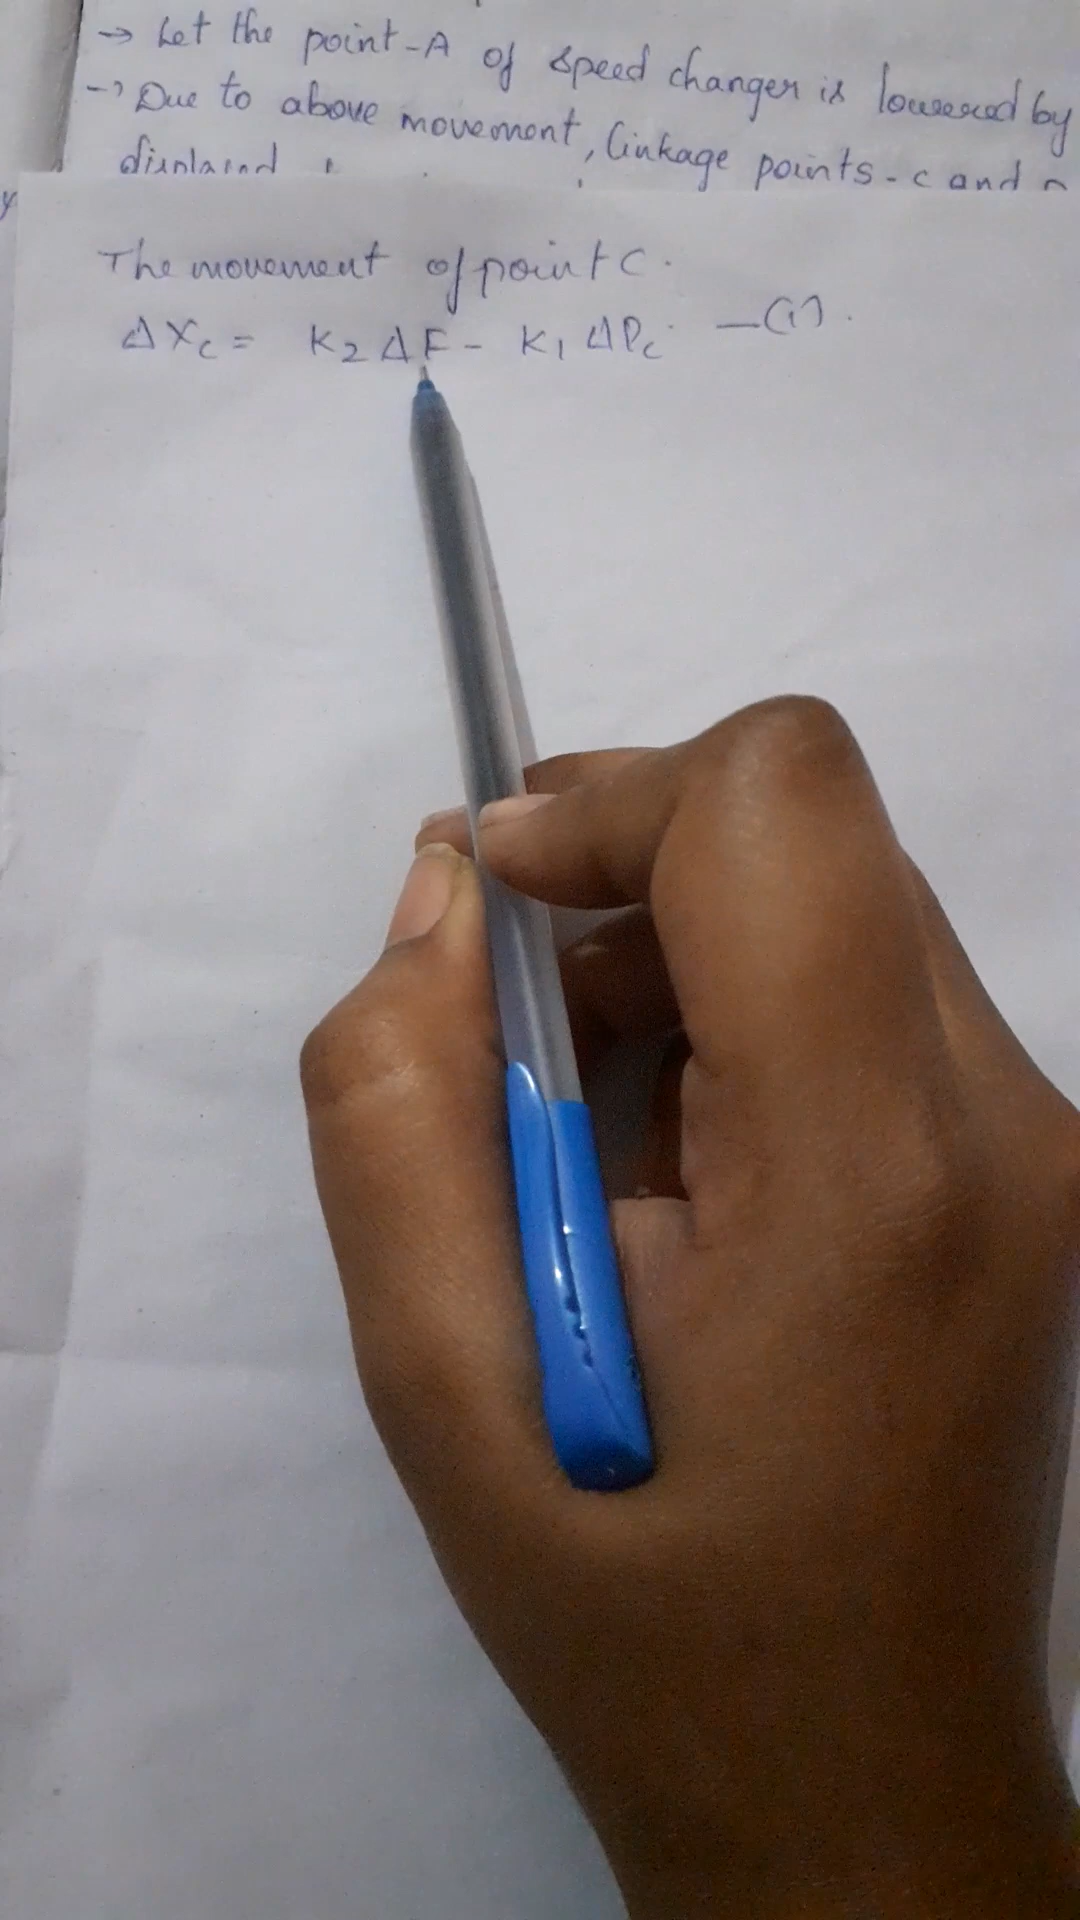 → Let the point-A of speed changer is lowered by
→ Due to above movement, linkage points-c and
The movement of point C.
ΔXc = K2 ΔF - K1 ΔPc —(1).